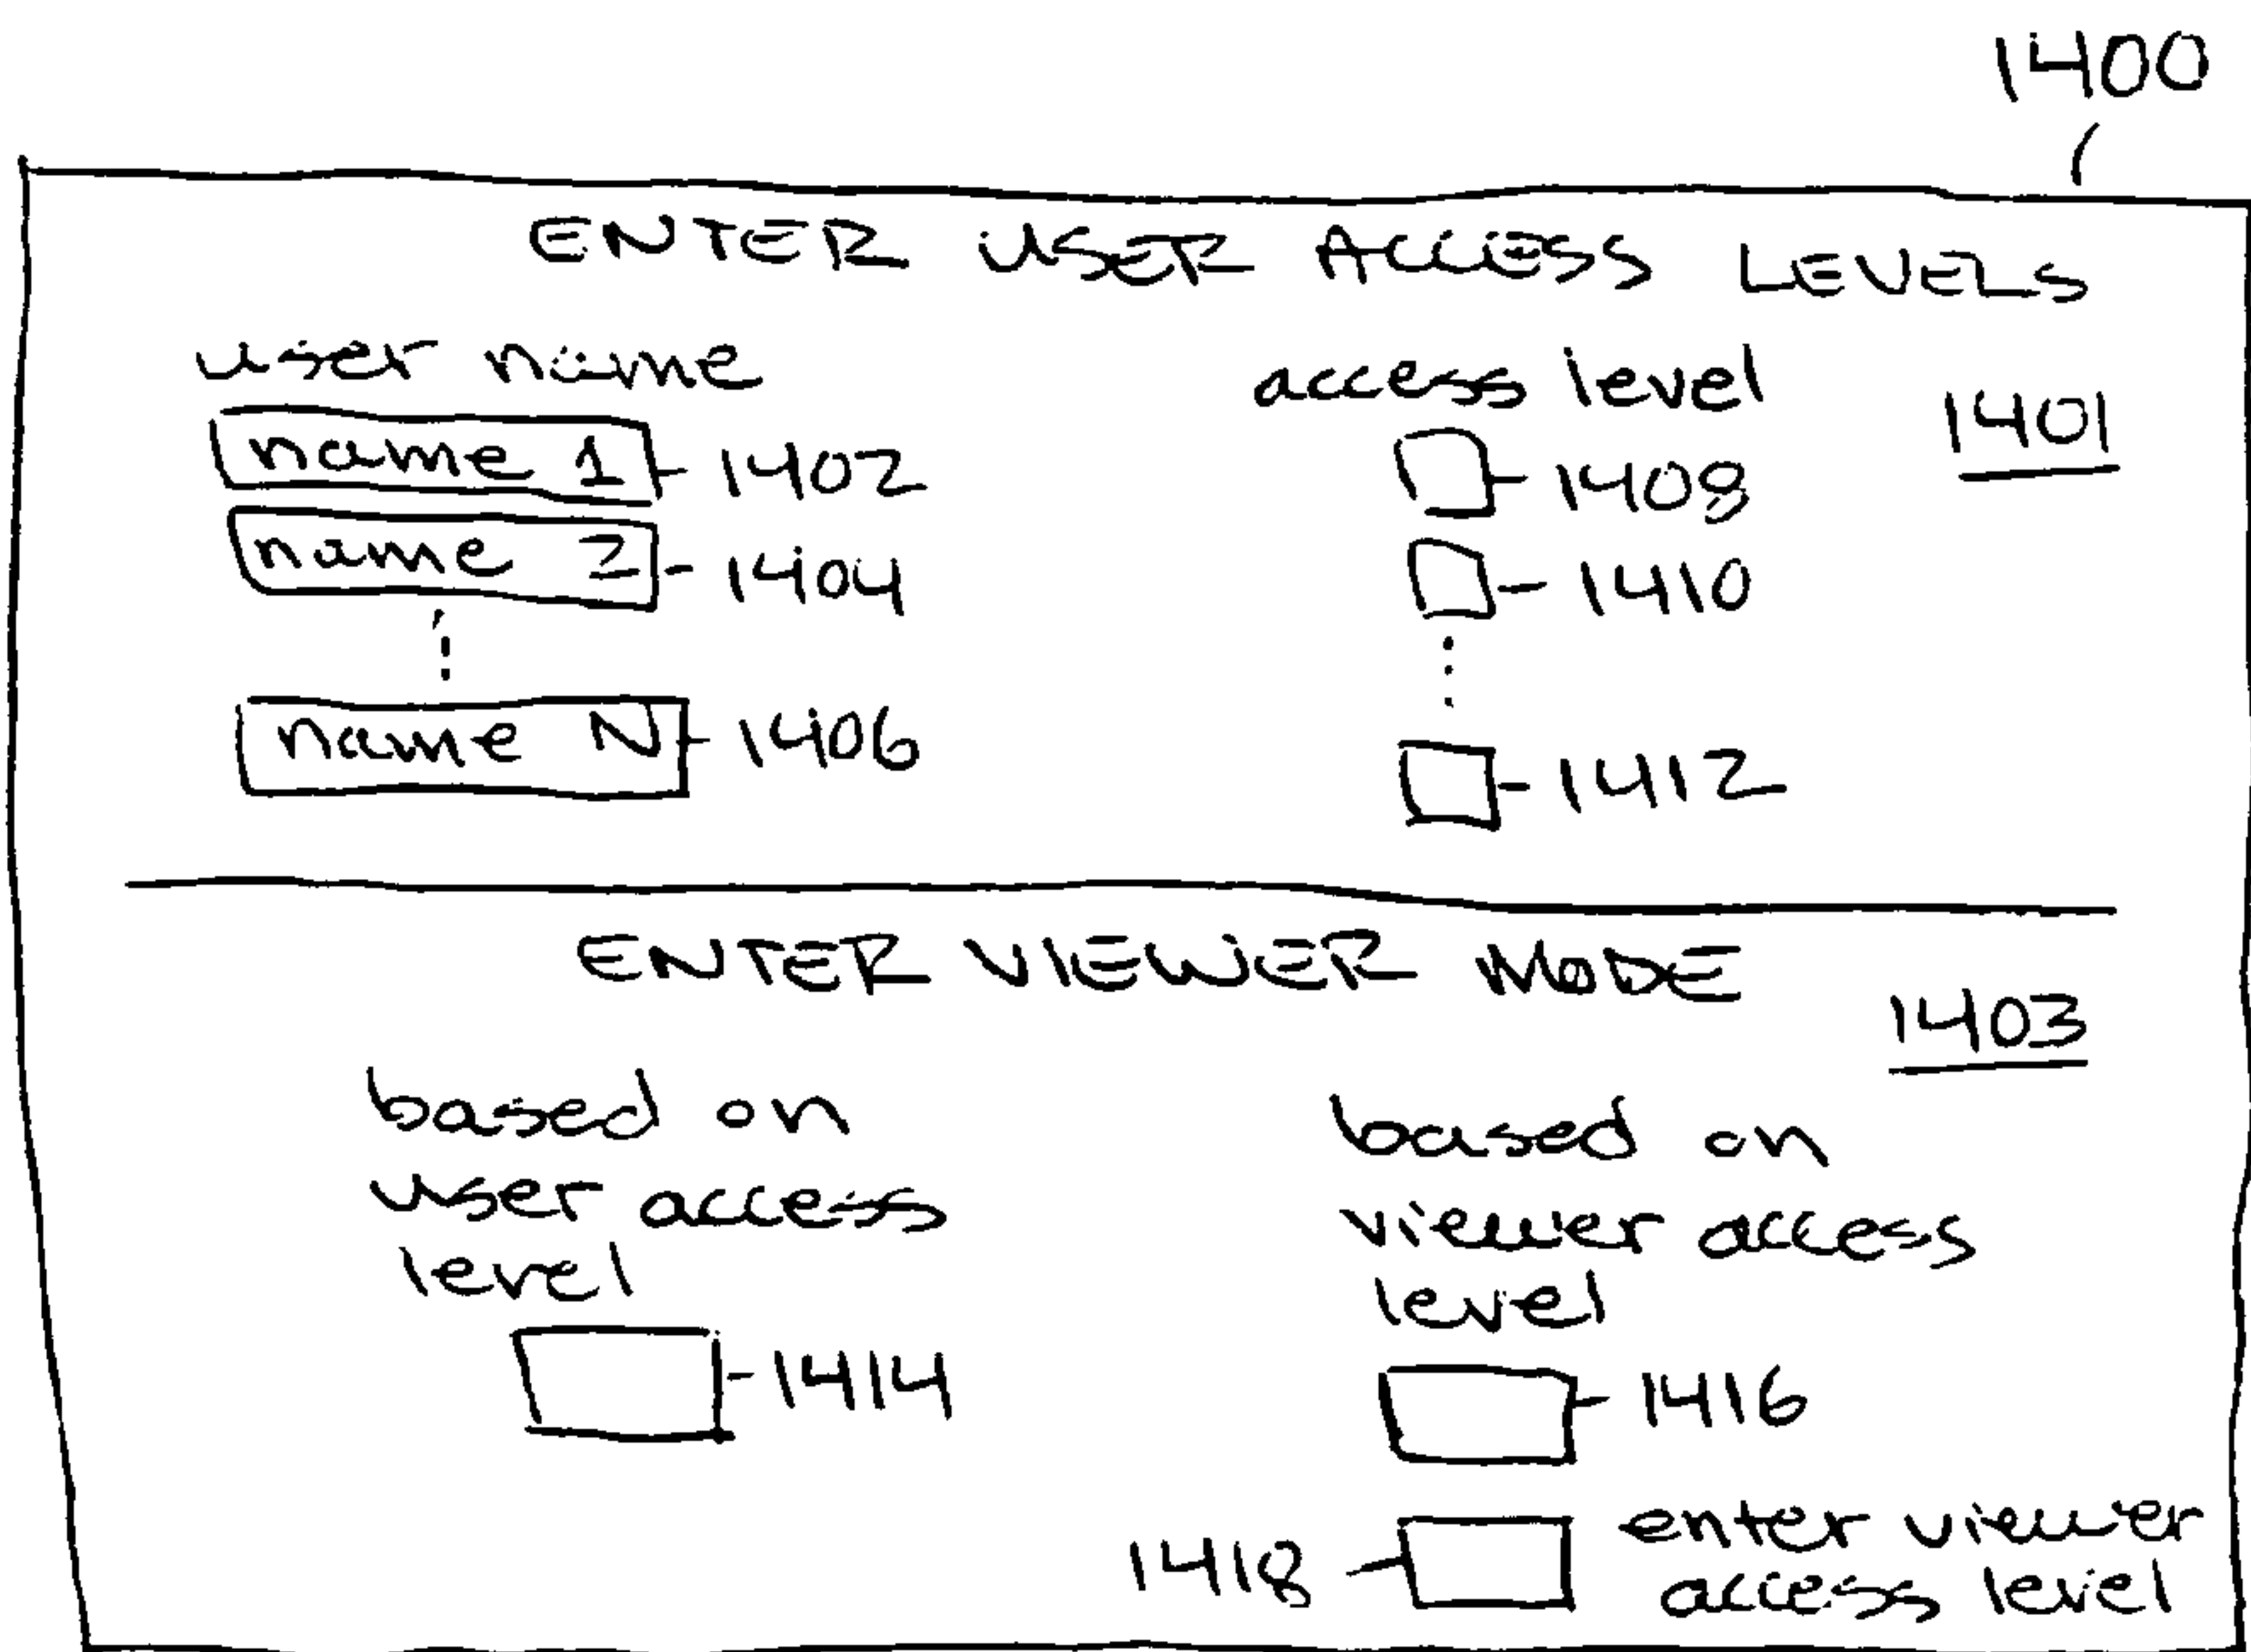 1400
ENTER USER ACCESS LEVELS
user name access level 1401
name 1 1402 1408
name 2 1404 1410
name N 1406 1412
ENTER VIEWER MODE
1403
based on based on
user access viewer access
level level
1414 1416
1418 enter viewer
access level